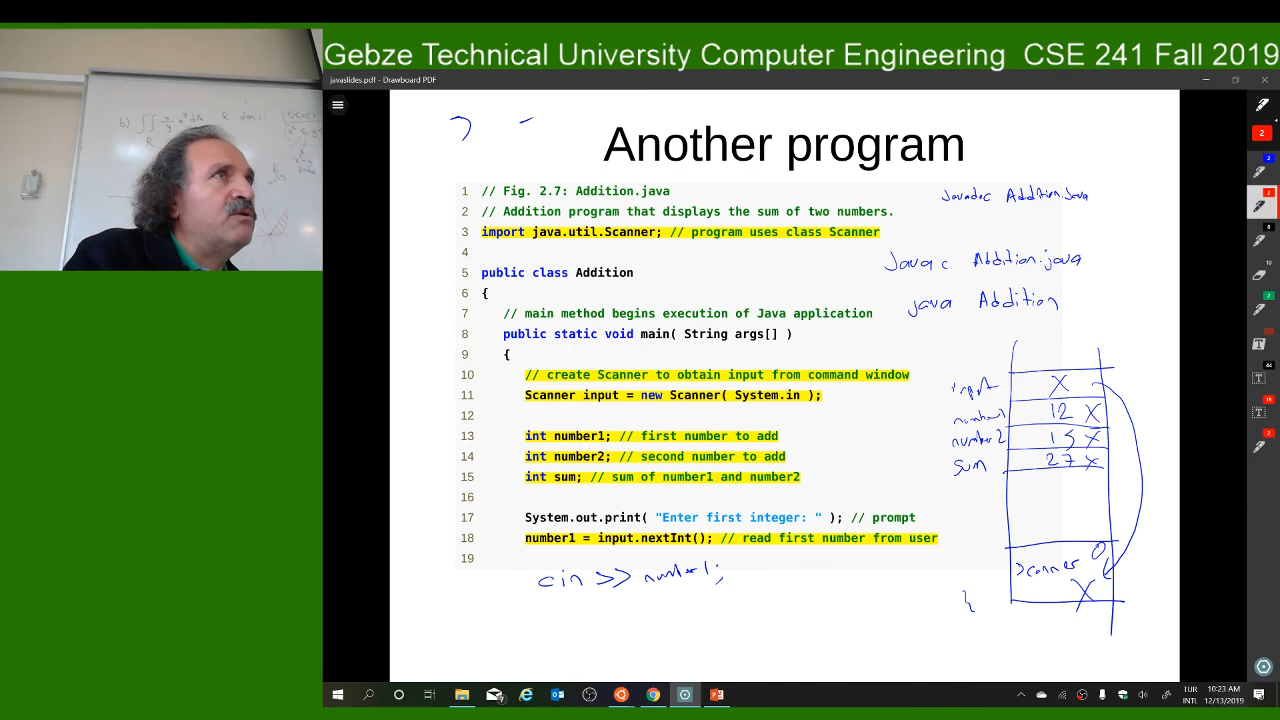 Gebze Technical University Computer Engineering CSE 241 Fall 2019
javaslides.pdf - Drawboard PDF
Another program
1 // Fig. 2.7: Addition.java
2 // Addition program that displays the sum of two numbers.
3 import java.util.Scanner; // program uses class Scanner
4
5 public class Addition
6 {
7 // main method begins execution of Java application
8 public static void main( String args[] )
9 {
10 // create Scanner to obtain input from command window
11 Scanner input = new Scanner( System.in );
12
13 int number1; // first number to add
14 int number2; // second number to add
15 int sum; // sum of number1 and number2
16
17 System.out.print( "Enter first integer: " ); // prompt
18 number1 = input.nextInt(); // read first number from user
19
cin >> number1;
Javadoc Addition.java
Javac Addition.java
java Addition
input X
number1 12 X
number2 15 X
sum 27 X
Scanner
X
}
b) ∬
R
TUR 10:23 AM
INTL 12/13/2019